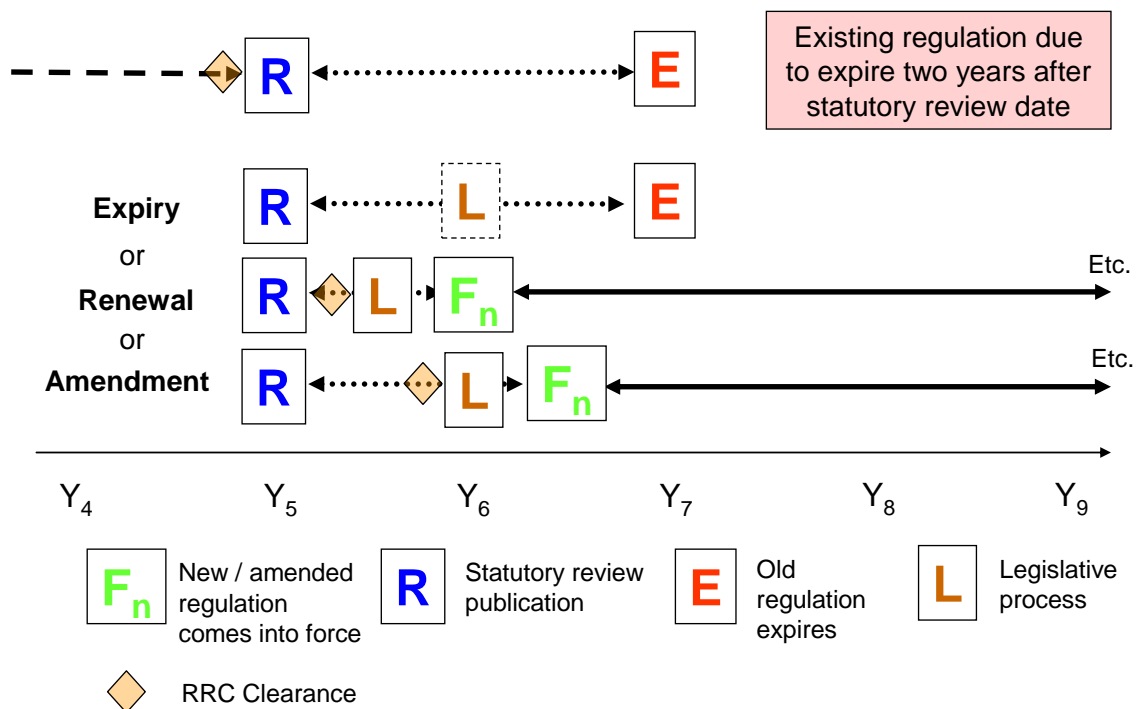 R
E
Existing regulation due
to expire two years after
statutory review date
Expiry
R
L
E
or
Renewal
R
L
Fn
Etc.
or
Amendment
R
L
Fn
Etc.
Y4
Y5
Y6
Y7
Y8
Y9
Fn
New / amended
regulation
comes into force
R
Statutory review
publication
E
Old
regulation
expires
L
Legislative
process
RRC Clearance